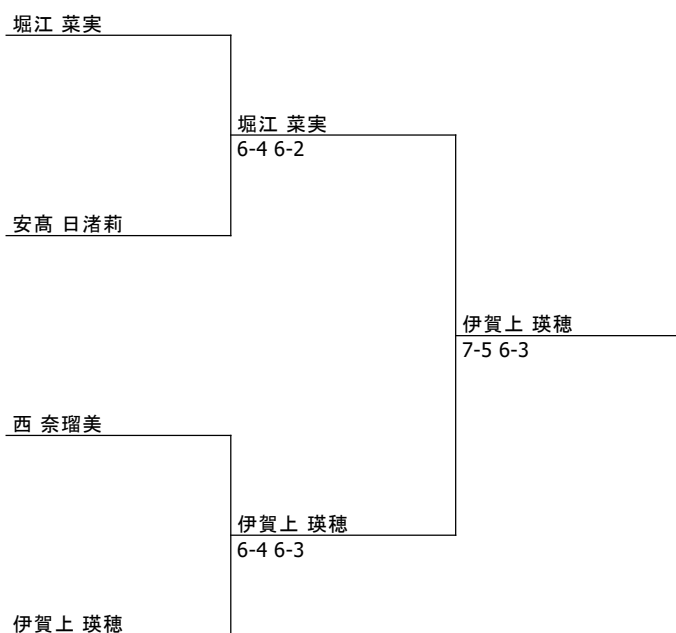 堀江 菜実
堀江 菜実
6-4 6-2
安髙 日渚莉
伊賀上 瑛穂
7-5 6-3
西 奈瑠美
伊賀上 瑛穂
6-4 6-3
伊賀上 瑛穂